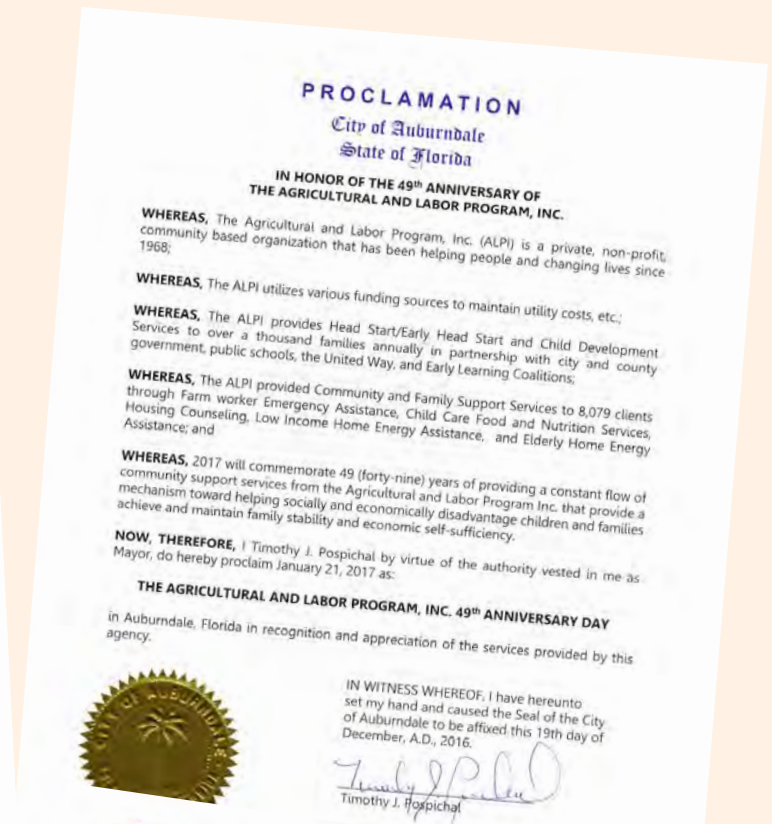 PROCLAMATION
City of Auburndale
State of Florida
IN HONOR OF THE 49th ANNIVERSARY OF
THE AGRICULTURAL AND LABOR PROGRAM, INC.
WHEREAS, The Agricultural and Labor Program, Inc. (ALPI) is a private, non-profit,
community based organization that has been helping people and changing lives since
1968;
WHEREAS, The ALPI utilizes various funding sources to maintain utility costs, etc.;
WHEREAS, The ALPI provides Head Start/Early Head Start and Child Development
Services to over a thousand families annually in partnership with city and county
government, public schools, the United Way, and Early Learning Coalitions;
WHEREAS, The ALPI provided Community and Family Support Services to 8,079 clients
through Farm worker Emergency Assistance, Child Care Food and Nutrition Services,
Housing Counseling, Low Income Home Energy Assistance, and Elderly Home Energy
Assistance; and
WHEREAS, 2017 will commemorate 49 (forty-nine) years of providing a constant flow of
community support services from the Agricultural and Labor Program Inc. that provide a
mechanism toward helping socially and economically disadvantage children and families
achieve and maintain family stability and economic self-sufficiency.
NOW, THEREFORE, I Timothy J. Pospichal by virtue of the authority vested in me as
Mayor, do hereby proclaim January 21, 2017 as:
THE AGRICULTURAL AND LABOR PROGRAM, INC. 49th ANNIVERSARY DAY
in Auburndale, Florida in recognition and appreciation of the services provided by this
agency.
IN WITNESS WHEREOF, I have hereunto
set my hand and caused the Seal of the City
of Auburndale to be affixed this 19th day of
December, A.D., 2016.
Timothy J. Pospichal
CITY OF AUBURNDALE